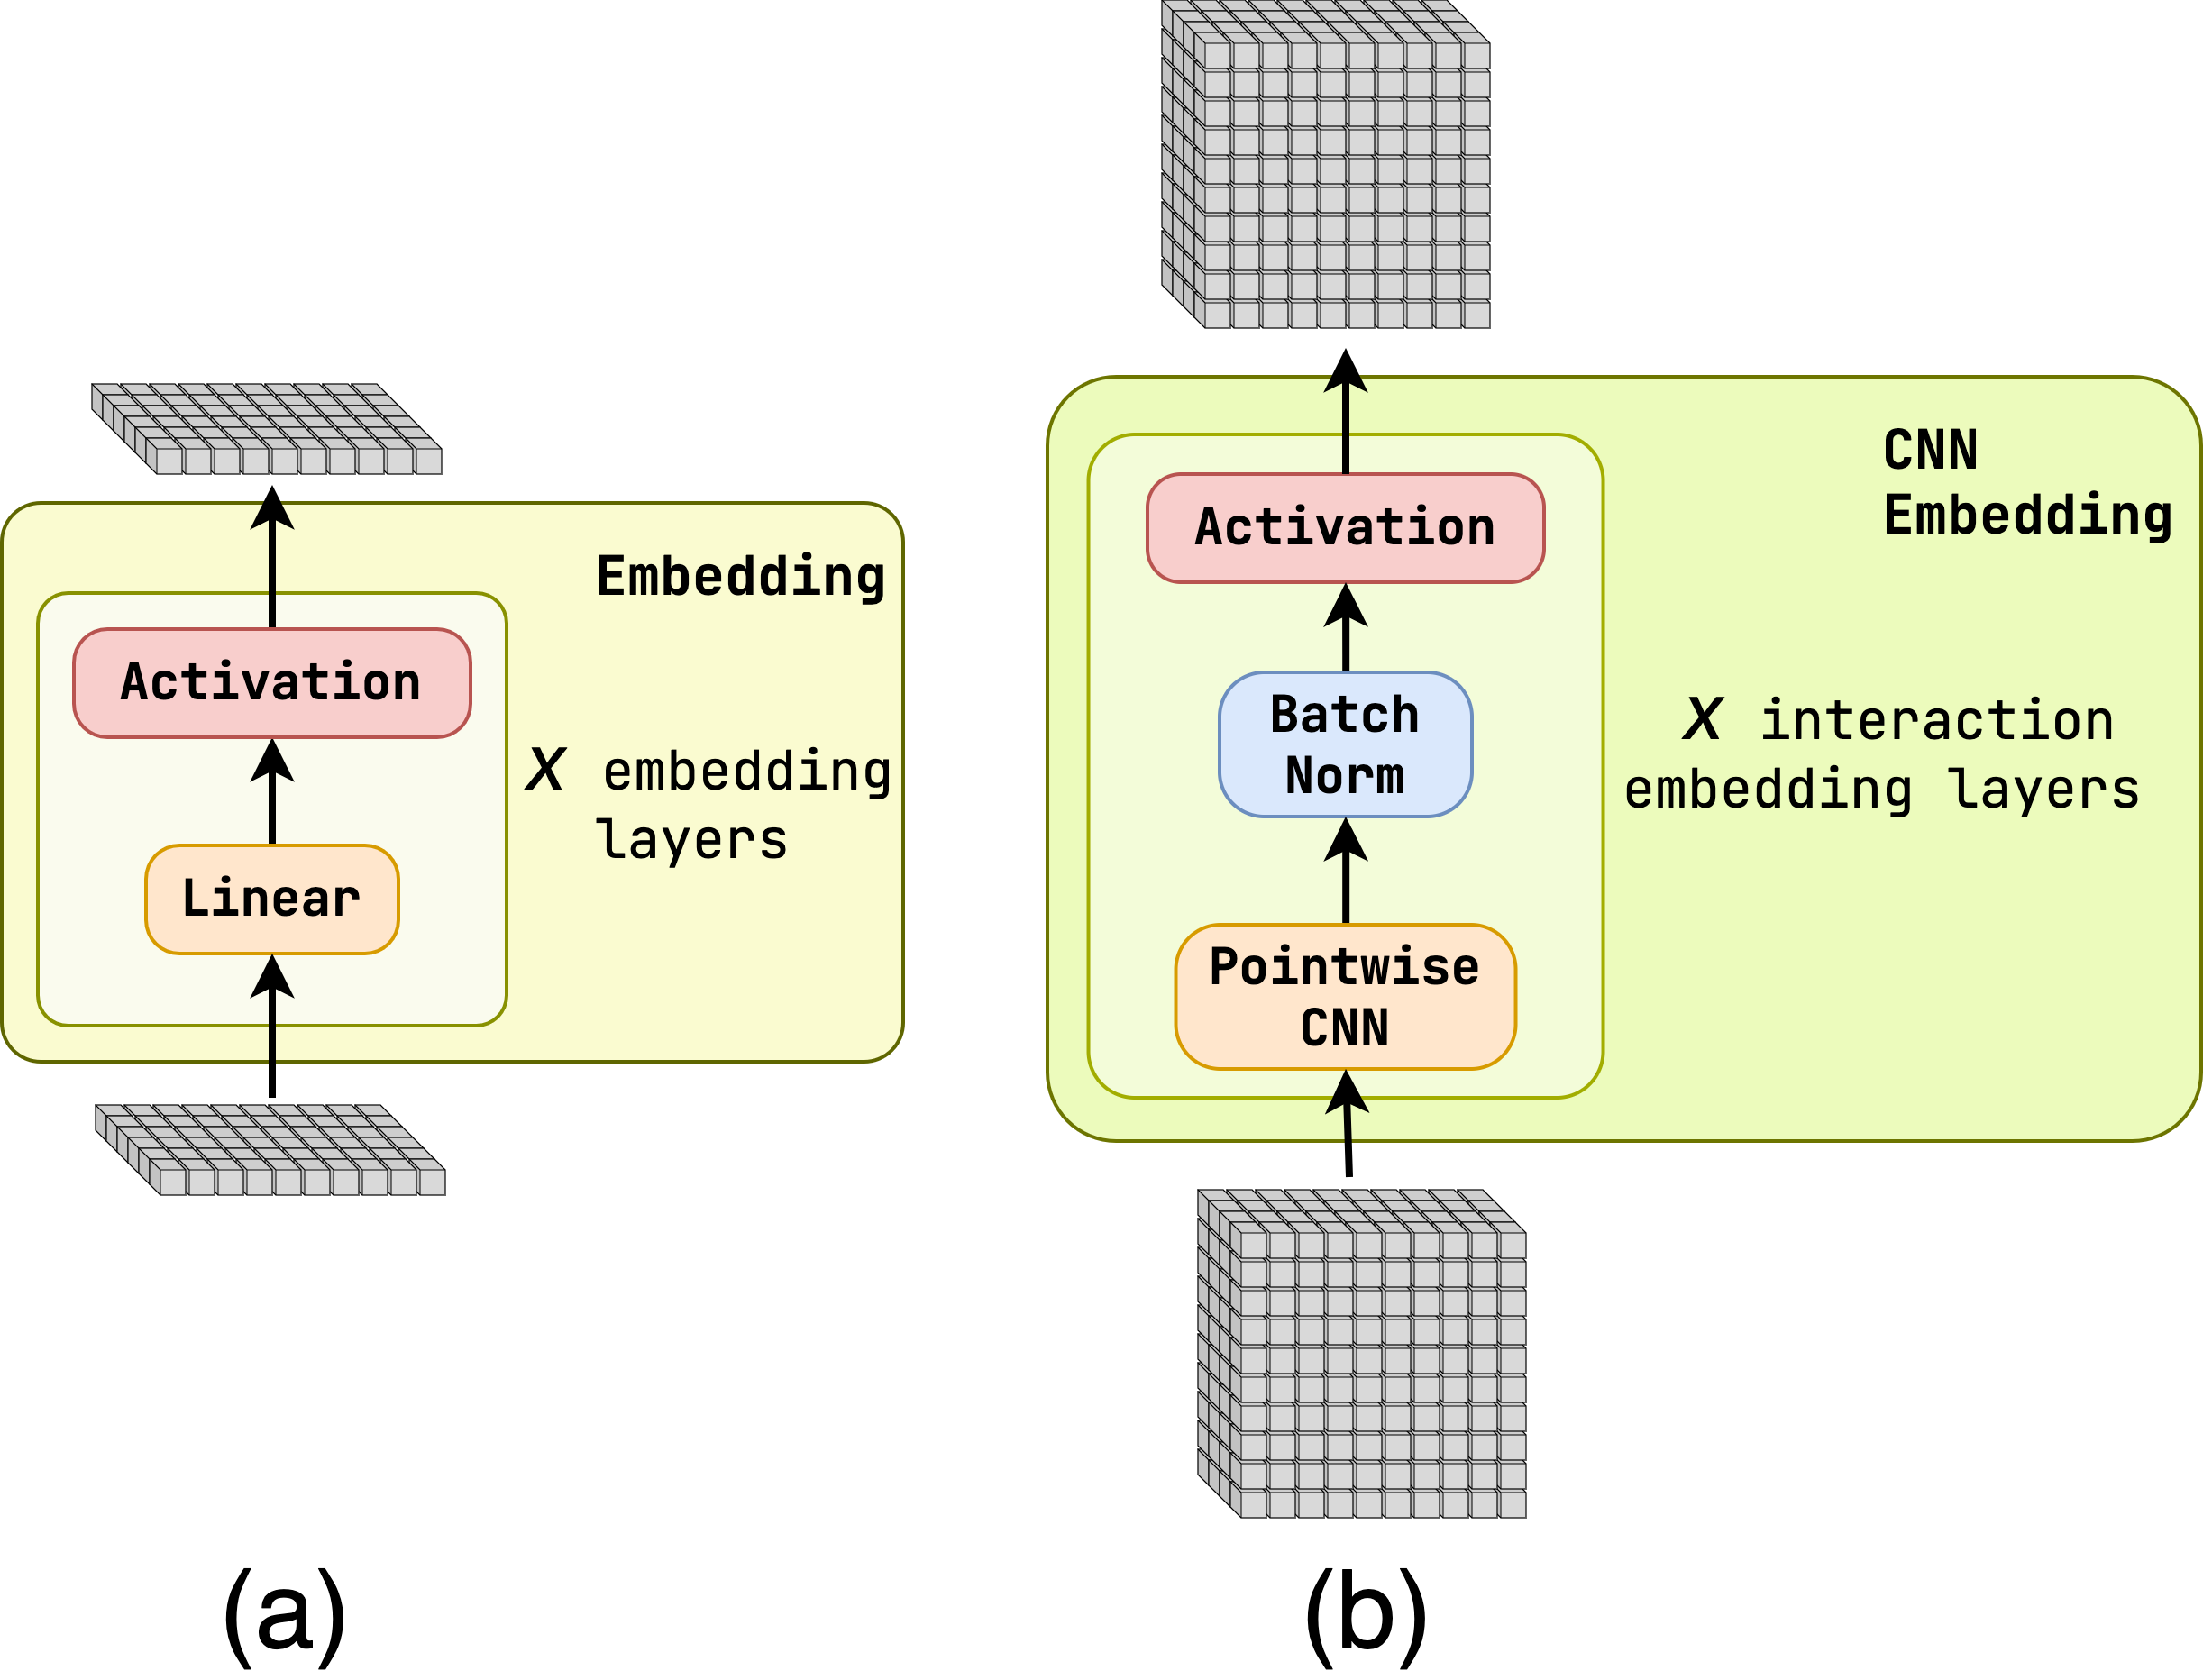 Embedding
Activation
X embedding
layers
Linear
(a)
CNN
Embedding
Activation
Batch
Norm
X interaction
embedding layers
Pointwise
CNN
(b)